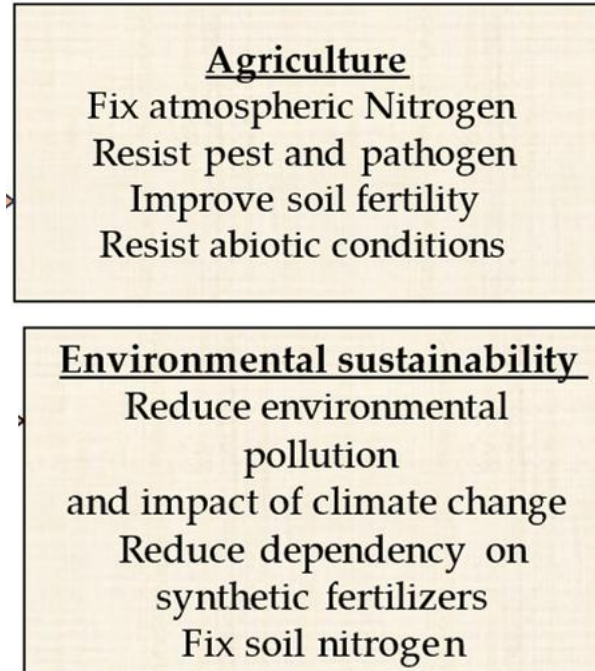 Agriculture
Fix atmospheric Nitrogen
Resist pest and pathogen
Improve soil fertility
Resist abiotic conditions
Environmental sustainability
Reduce environmental
pollution
and impact of climate change
Reduce dependency on
synthetic fertilizers
Fix soil nitrogen